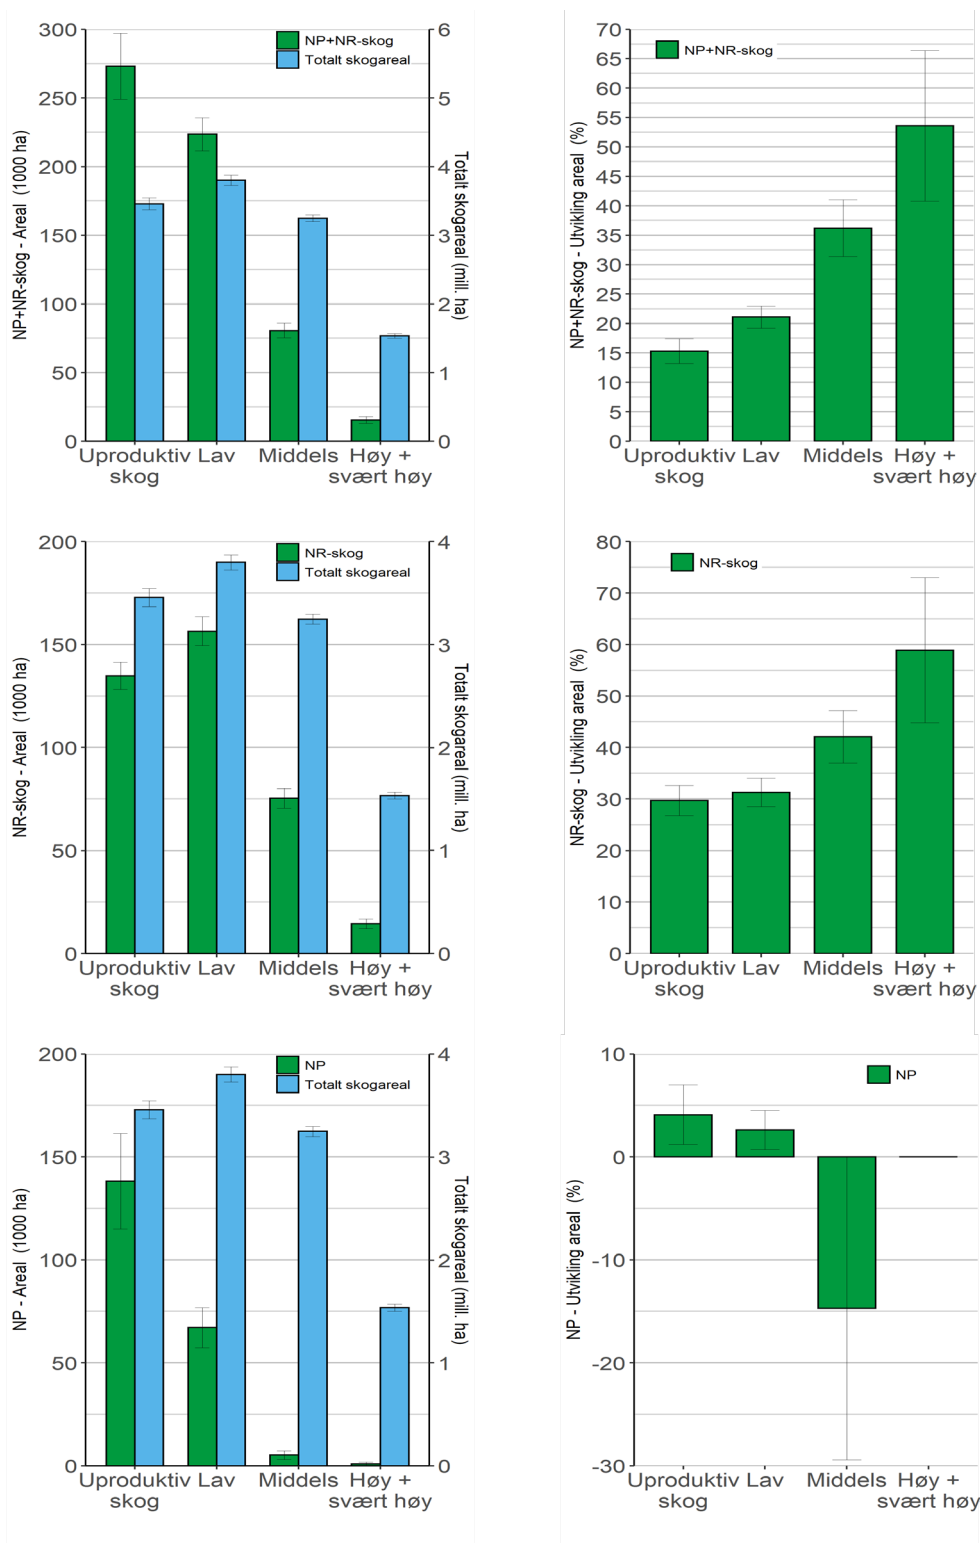 NP+NR-skog - Areal (1000 ha)
300
250
200
150
100
50
0
NP+NR-skog
Totalt skogareal
6
5
4
3
2
1
0
Totalt skogareal (mill. ha)
Uproduktiv skog
Lav
Middels
Høy + svært høy
NP+NR-skog - Utvikling areal (%)
70
65
60
55
50
45
40
35
30
25
20
15
10
5
0
NP+NR-skog
Uproduktiv skog
Lav
Middels
Høy + svært høy
NR-skog - Areal (1000 ha)
200
150
100
50
0
NR-skog
Totalt skogareal
4
3
2
1
0
Totalt skogareal (mill. ha)
Uproduktiv skog
Lav
Middels
Høy + svært høy
NR-skog - Utvikling areal (%)
80
70
60
50
40
30
20
10
0
NR-skog
Uproduktiv skog
Lav
Middels
Høy + svært høy
NP - Areal (1000 ha)
200
150
100
50
0
NP
Totalt skogareal
4
3
2
1
0
Totalt skogareal (mill. ha)
Uproduktiv skog
Lav
Middels
Høy + svært høy
NP - Utvikling areal (%)
10
0
-10
-20
-30
NP
Uproduktiv skog
Lav
Middels
Høy + svært høy